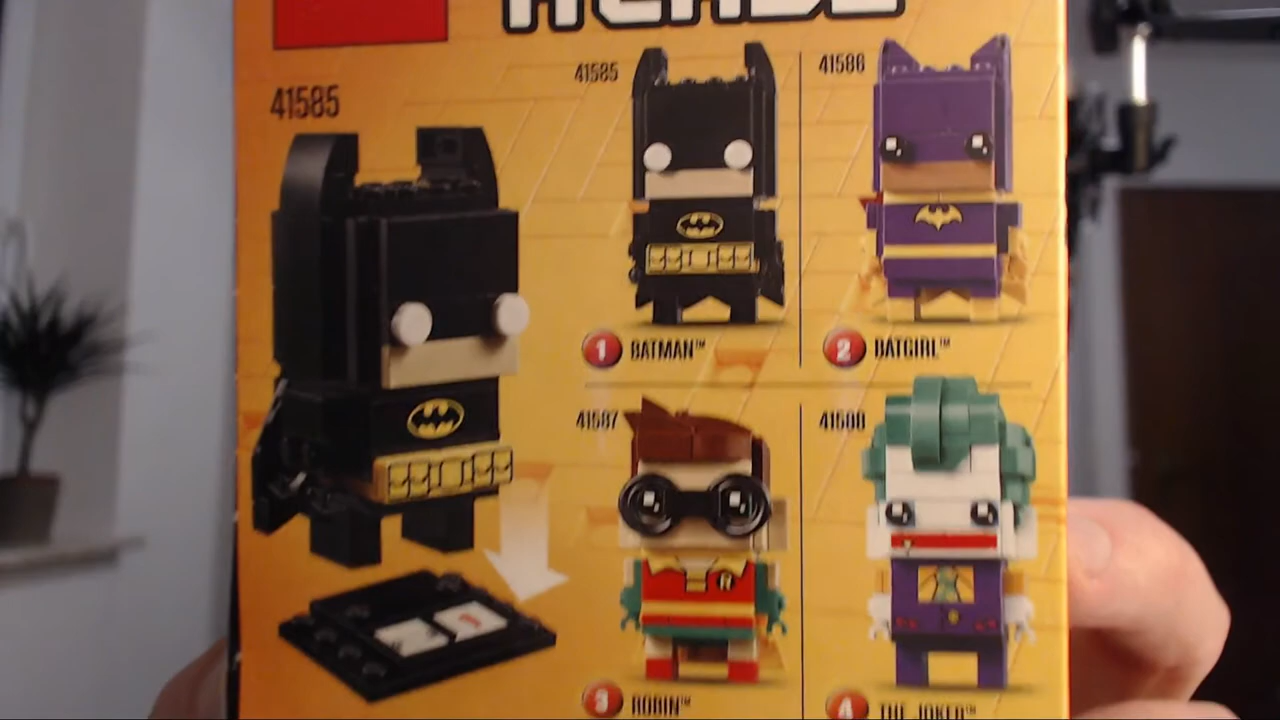 41585
41585
41586
1 BATMAN™
2 BATGIRL™
41587
3 ROBIN™
4 THE JOKER™